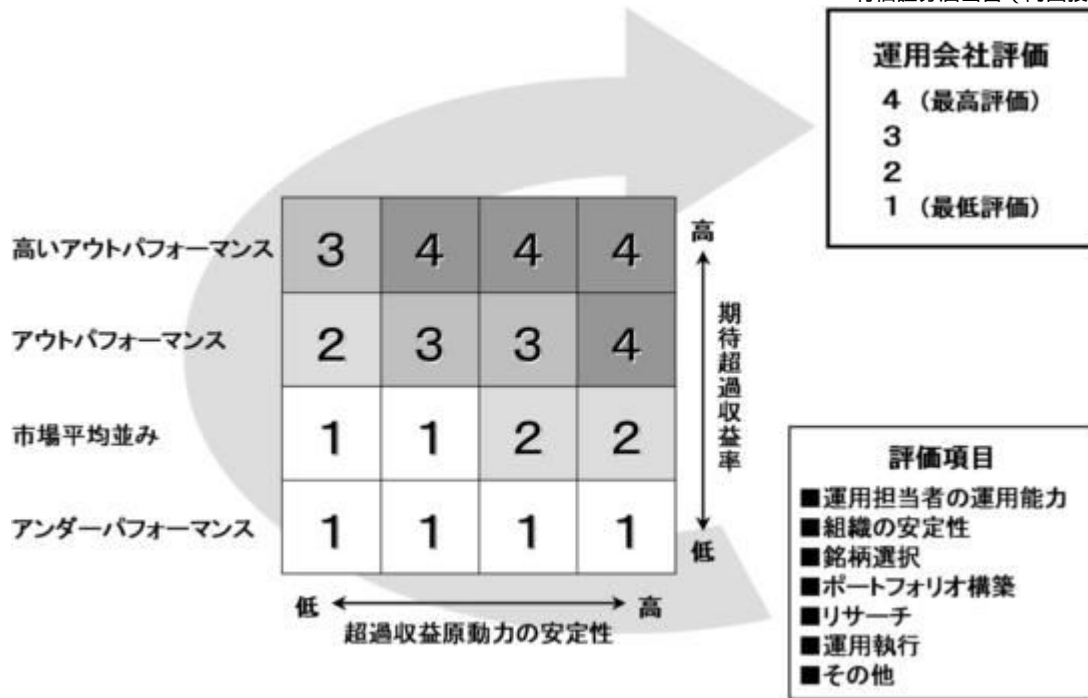 運用会社評価
4 (最高評価)
3
2
1 (最低評価)
高いアウトパフォーマンス 3 4 4 4
アウトパフォーマンス 2 3 3 4
市場平均並み 1 1 2 2
アンダーパフォーマンス 1 1 1 1
高
期待超過収益率
低
低 高
超過収益原動力の安定性
評価項目
■運用担当者の運用能力
■組織の安定性
■銘柄選択
■ポートフォリオ構築
■リサーチ
■運用執行
■その他